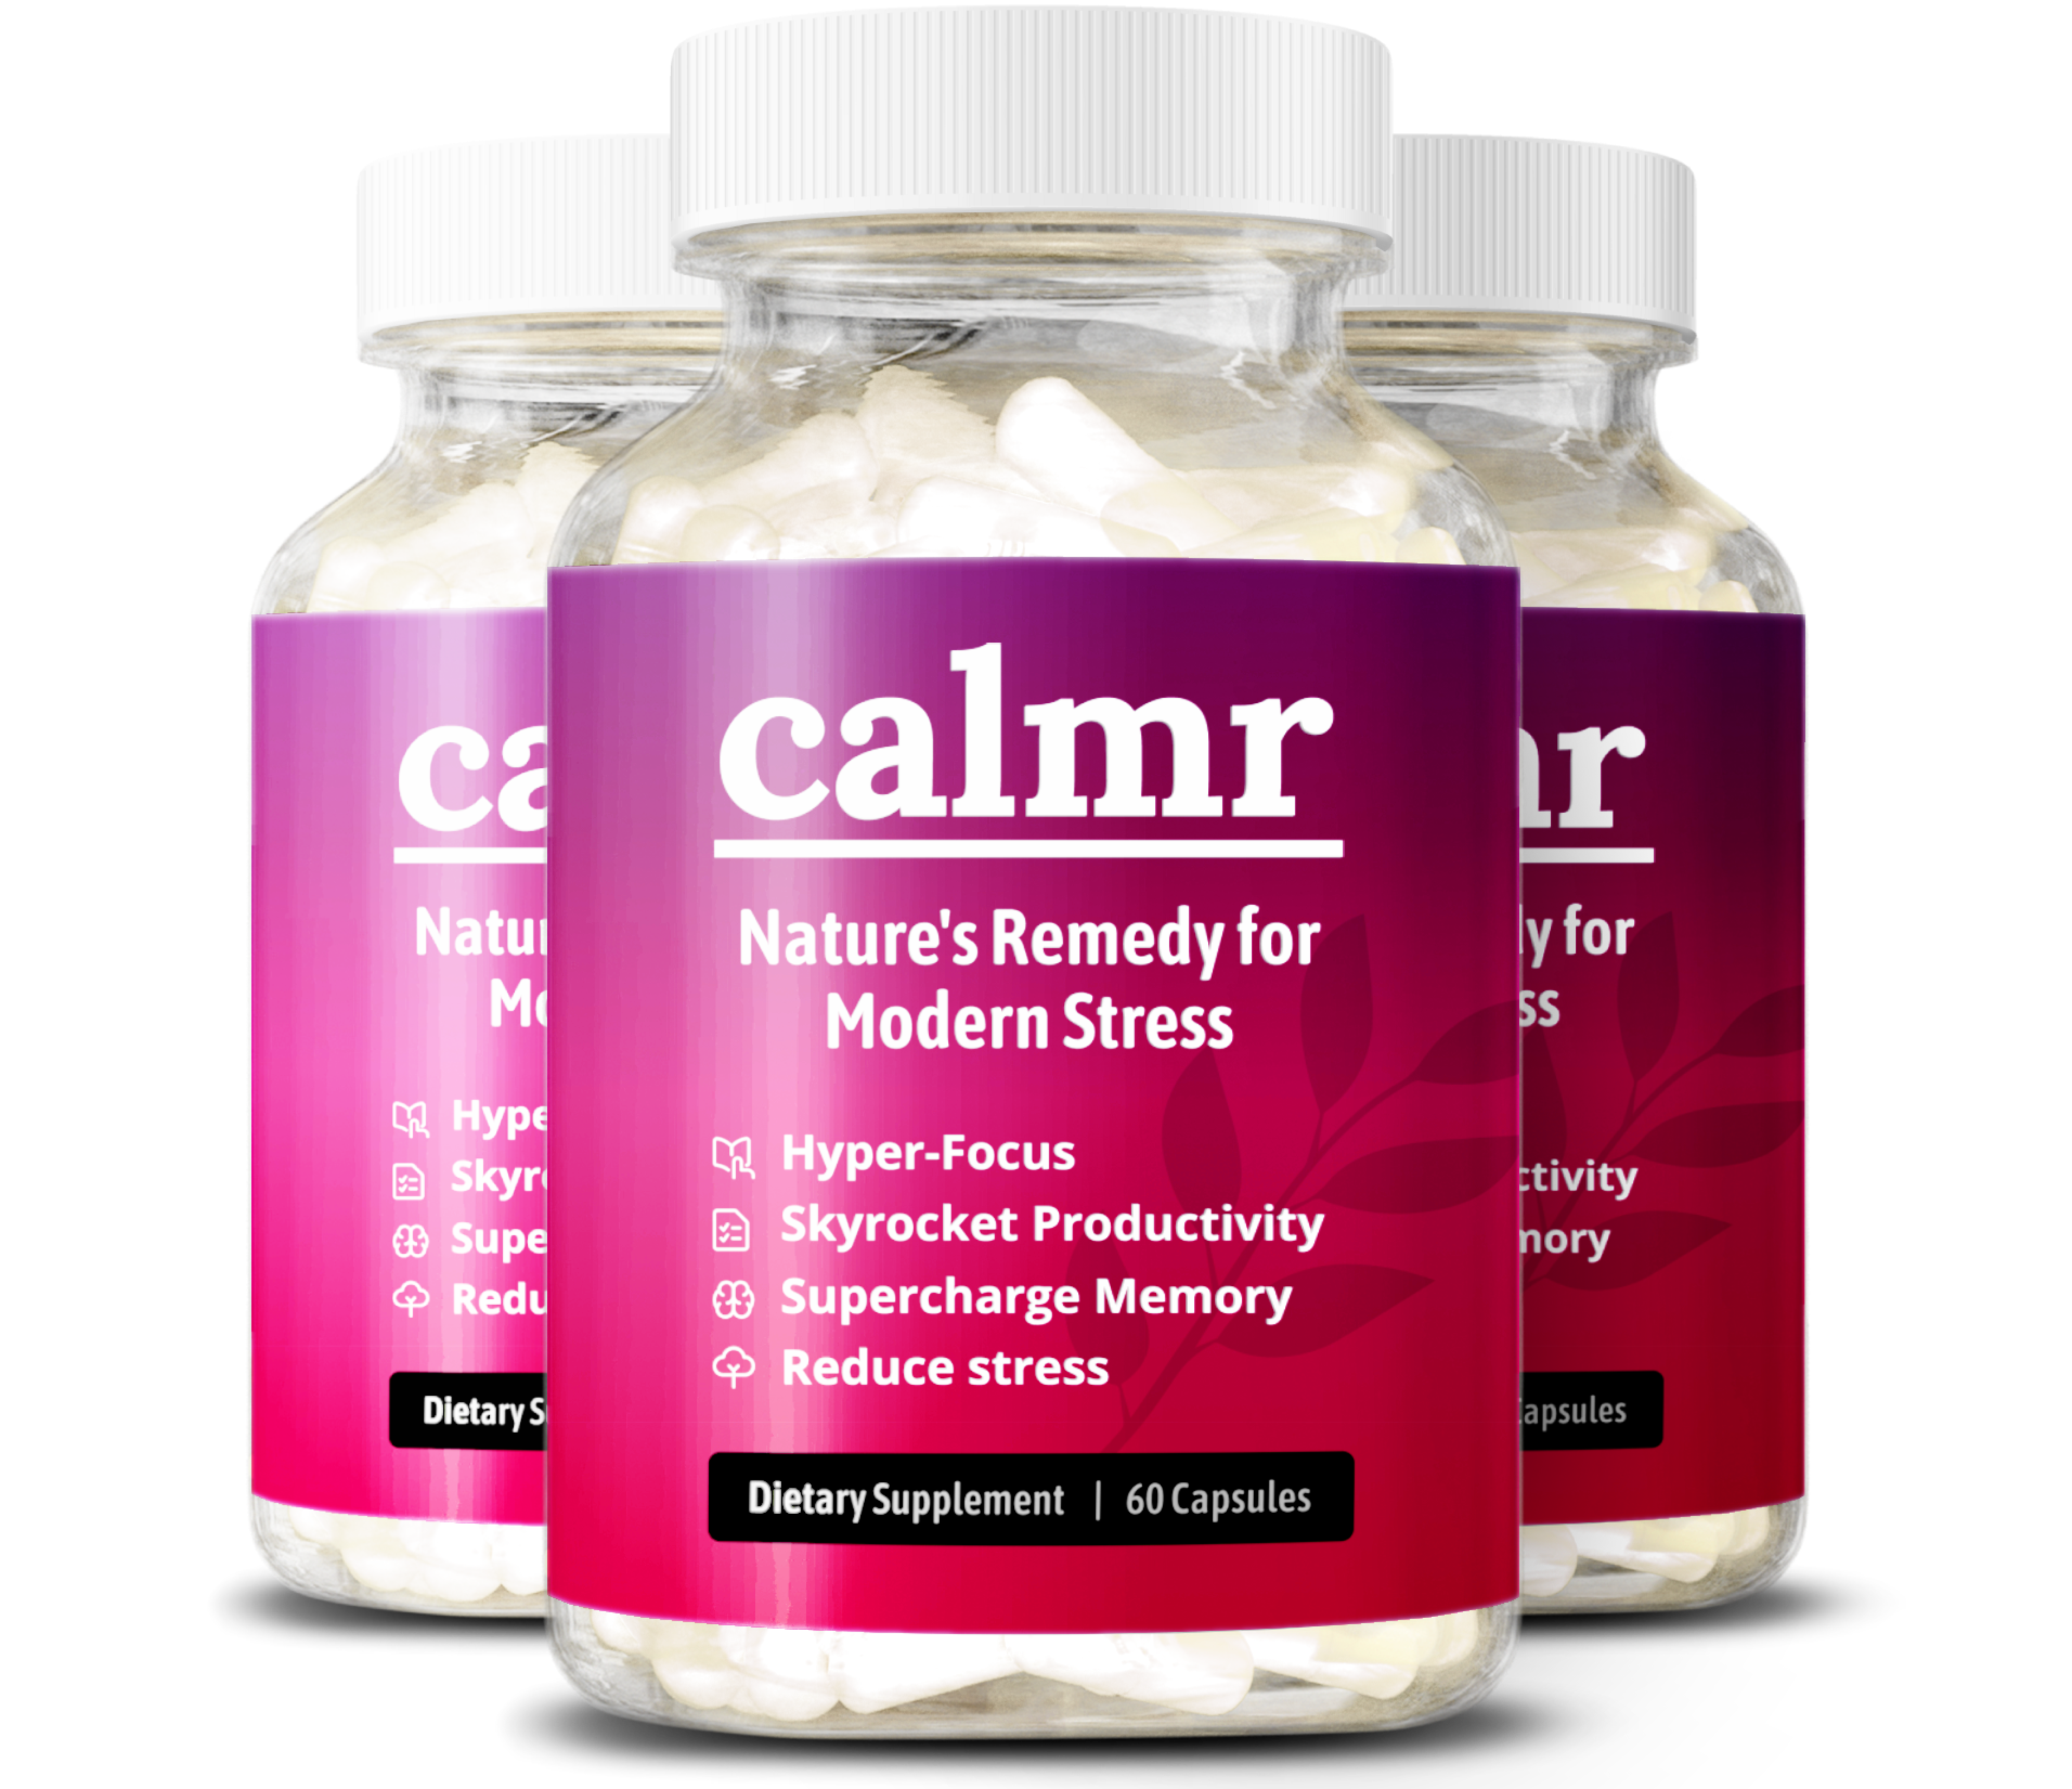 calmr
Nature's Remedy for
Modern Stress
Hyper-Focus
Skyrocket Productivity
Supercharge Memory
Reduce stress
Dietary Supplement | 60 Capsules